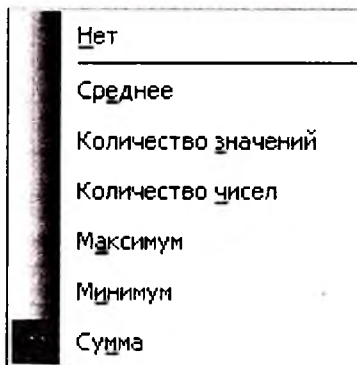 Нет
Среднее
Количество значений
Количество чисел
Максимум
Минимум
Сумма